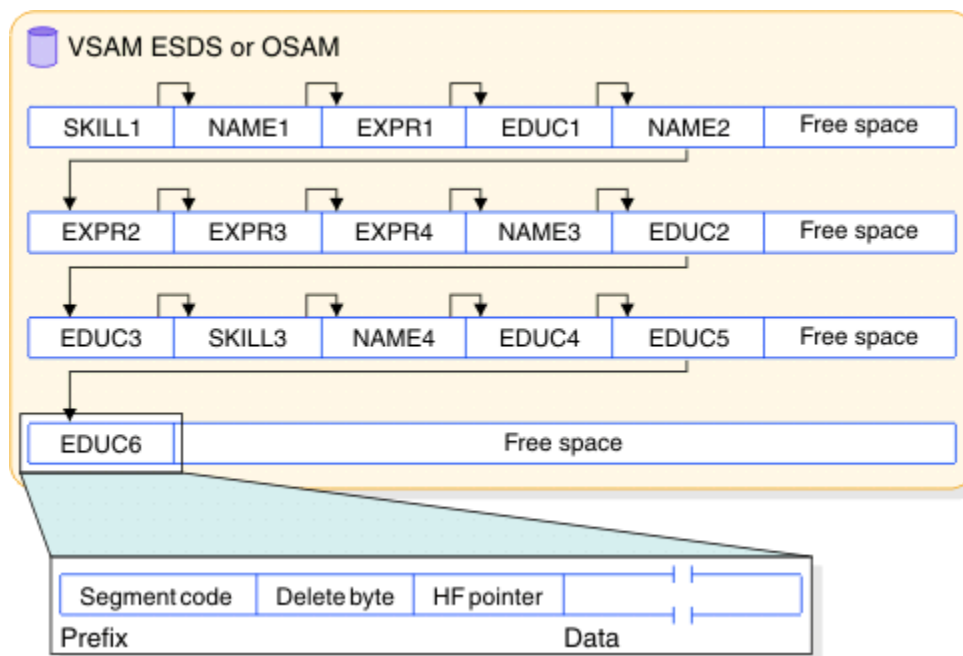 VSAM ESDS or OSAM
SKILL1 NAME1 EXPR1 EDUC1 NAME2 Free space
EXPR2 EXPR3 EXPR4 NAME3 EDUC2 Free space
EDUC3 SKILL3 NAME4 EDUC4 EDUC5 Free space
EDUC6 Free space
Segment code Delete byte HF pointer
Prefix Data